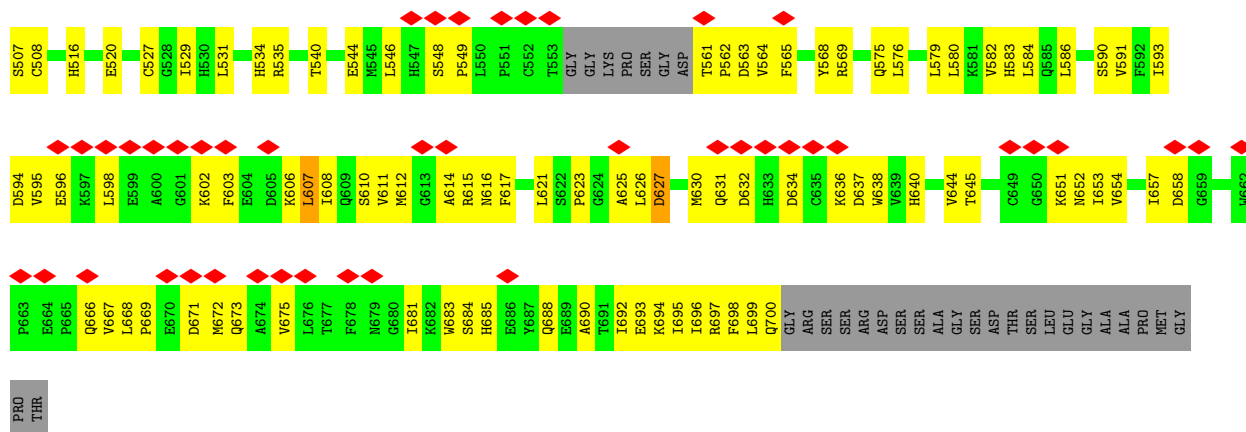 S507 C508 H516 E520 C527 G528 I529 H530 L531 H534 R535 T540 E544 M545 L546 H547 S548 P549 L550 P551 C552 T553 GLY GLY LYS PRO SER GLY ASP T561 P562 D563 V564 F565 Y568 R569 Q575 L576 L579 L580 K581 V582 H583 L584 Q585 L586 S590 V591 F592 I593
D594 V595 E596 K597 L598 E599 A600 G601 K602 F603 E604 D605 K606 L607 I608 Q609 S610 V611 M612 G613 A614 R615 N616 F617 L621 S622 P623 G624 A625 L626 D627 M630 Q631 D632 H633 D634 C635 K636 D637 W638 V639 H640 V644 T645 C649 G650 K651 N652 I653 V654 I657 D658 G659 W662
P663 E664 P665 Q666 V667 L668 P669 E670 D671 M672 Q673 A674 V675 L676 T677 F678 N679 G680 I681 K682 W683 S684 H685 E686 Y687 Q688 E689 A690 T691 I692 E693 K694 I695 I696 R697 F698 L699 Q700 GLY ARG SER SER ARG ASP SER SER ALA GLY SER ASP THR SER LEU GLU GLY ALA ALA PRO MET GLY
PRO THR